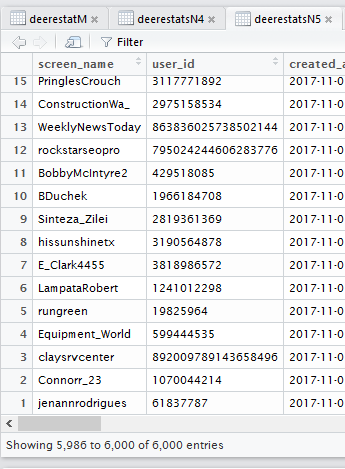 deerestatM deerestatsN4 deerestatsN5
Filter
screen_name user_id created_a
15 PringlesCrouch 3117771892 2017-11-0
14 ConstructionWa_ 2975158534 2017-11-0
13 WeeklyNewsToday 863836025738502144 2017-11-0
12 rockstarseopro 795024244606283776 2017-11-0
11 BobbyMcIntyre2 429518085 2017-11-0
10 BDuchek 1966184708 2017-11-0
9 Sinteza_Zilei 2819361369 2017-11-0
8 hissunshinetx 3190564878 2017-11-0
7 E_Clark4455 3818986572 2017-11-0
6 LampataRobert 1241012298 2017-11-0
5 rungreen 19825964 2017-11-0
4 Equipment_World 599444535 2017-11-0
3 claysrvcenter 892009789143658496 2017-11-0
2 Connorr_23 1070044214 2017-11-0
1 jenannrodrigues 61837787 2017-11-0
Showing 5,986 to 6,000 of 6,000 entries